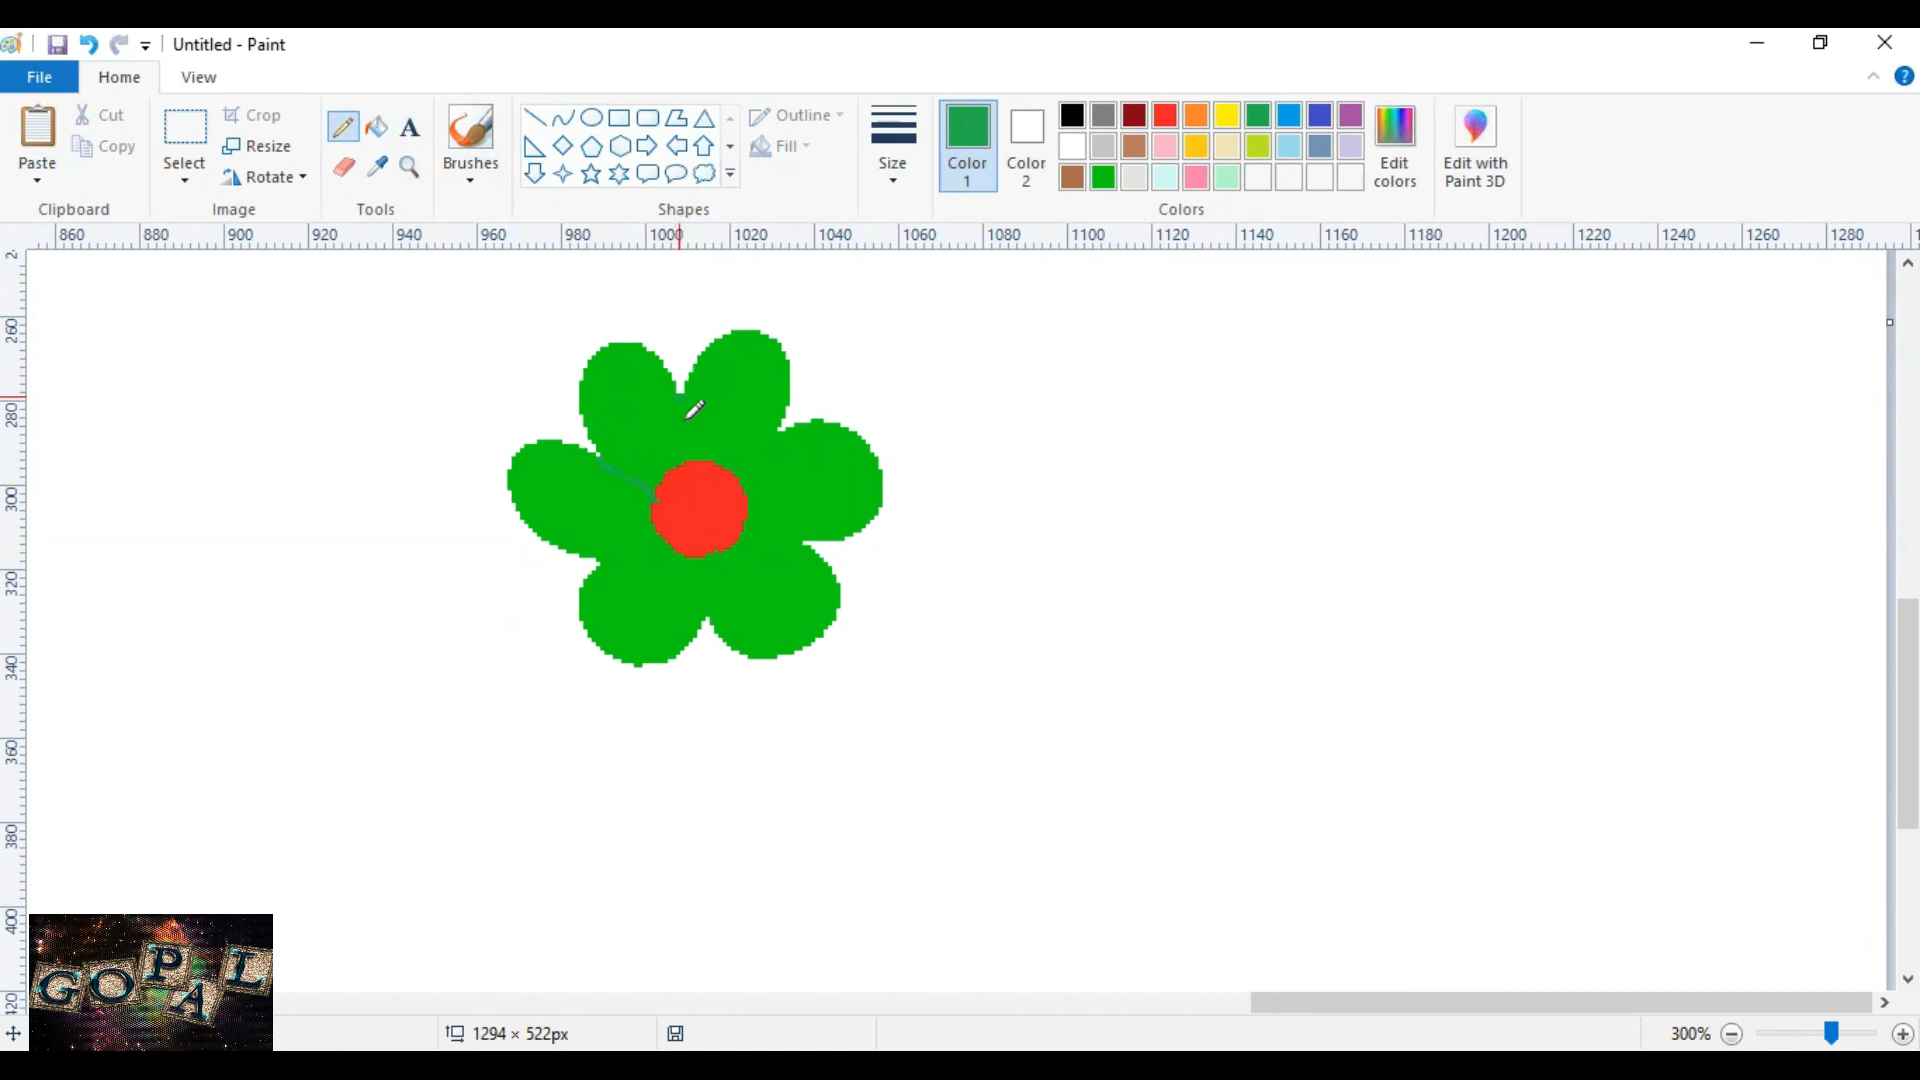 Untitled - Paint
File Home View
Paste Cut Copy Select Crop Resize Rotate A Brushes Outline Fill Size Color 1 Color 2 Edit colors Edit with Paint 3D
Clipboard Image Tools Shapes Colors
860 880 900 920 940 960 980 1000 1020 1040 1060 1080 1100 1120 1140 1160 1180 1200 1220 1240 1260 1280
260
280
300
320
340
360
380
400
GOPAL
1294 × 522px 300%